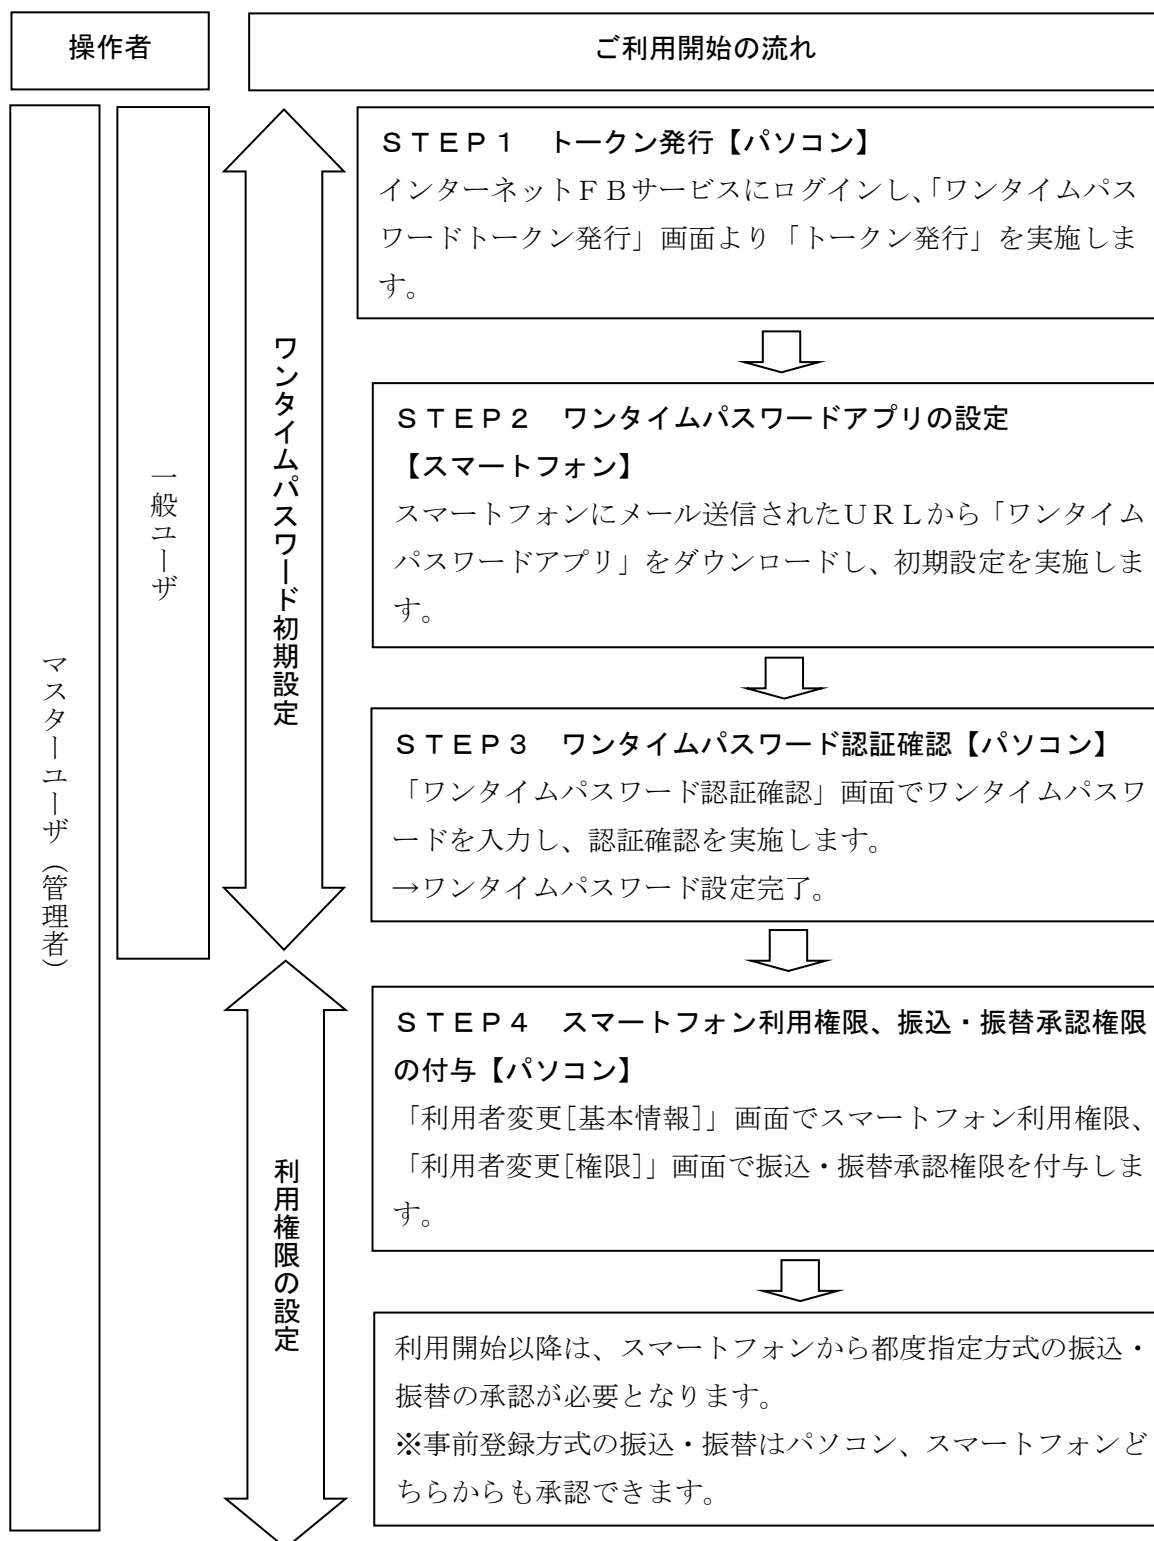 操作者
ご利用開始の流れ
マスターユーザ（管理者）
一般ユーザ
ワンタイムパスワード初期設定
ＳＴＥＰ１　トークン発行【パソコン】
インターネットＦＢサービスにログインし、「ワンタイムパス
ワードトークン発行」画面より「トークン発行」を実施しま
す。
ＳＴＥＰ２　ワンタイムパスワードアプリの設定
【スマートフォン】
スマートフォンにメール送信されたＵＲＬから「ワンタイム
パスワードアプリ」をダウンロードし、初期設定を実施しま
す。
ＳＴＥＰ３　ワンタイムパスワード認証確認【パソコン】
「ワンタイムパスワード認証確認」画面でワンタイムパスワ
ードを入力し、認証確認を実施します。
→ワンタイムパスワード設定完了。
利用権限の設定
ＳＴＥＰ４　スマートフォン利用権限、振込・振替承認権限
の付与【パソコン】
「利用者変更[基本情報]」画面でスマートフォン利用権限、
「利用者変更[権限]」画面で振込・振替承認権限を付与しま
す。
利用開始以降は、スマートフォンから都度指定方式の振込・
振替の承認が必要となります。
※事前登録方式の振込・振替はパソコン、スマートフォンど
ちらからも承認できます。